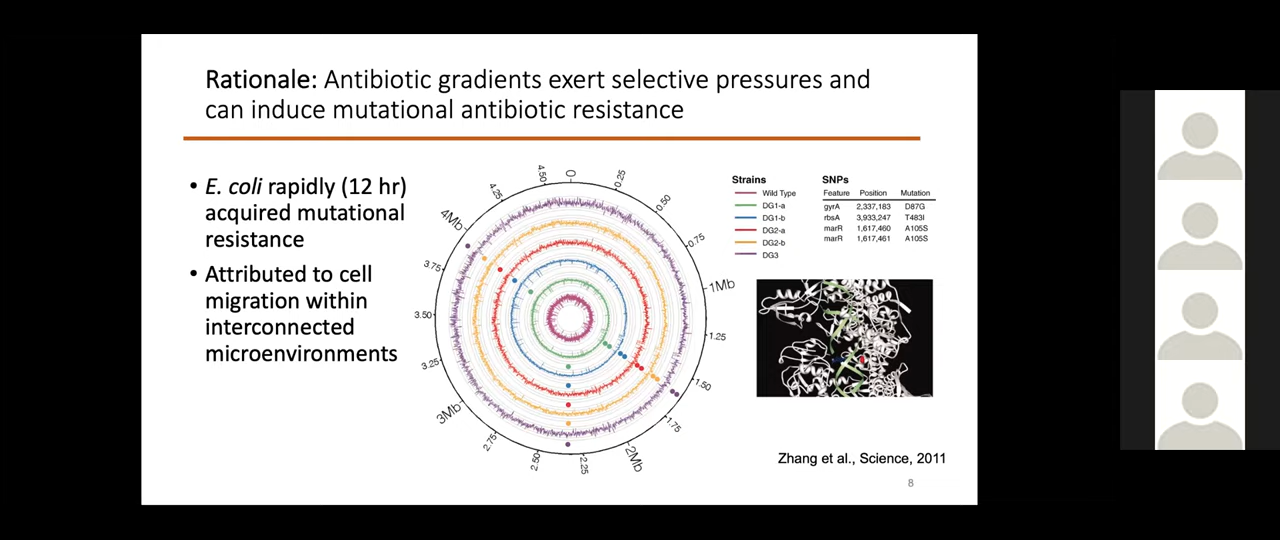 Rationale: Antibiotic gradients exert selective pressures and
can induce mutational antibiotic resistance
• E. coli rapidly (12 hr)
acquired mutational
resistance
• Attributed to cell
migration within
interconnected
microenvironments
0
0.25
0.50
0.75
1Mb
1.25
1.50
1.75
2Mb
2.25
2.50
2.75
3Mb
3.25
3.50
3.75
4Mb
4.25
4.50
Strains
Wild Type
DG1-a
DG1-b
DG2-a
DG2-b
DG3
SNPs
Feature Position Mutation
gyrA 2,337,183 D87G
rbsA 3,933,247 T483I
marR 1,617,460 A105S
marR 1,617,461 A105S
Zhang et al., Science, 2011
8